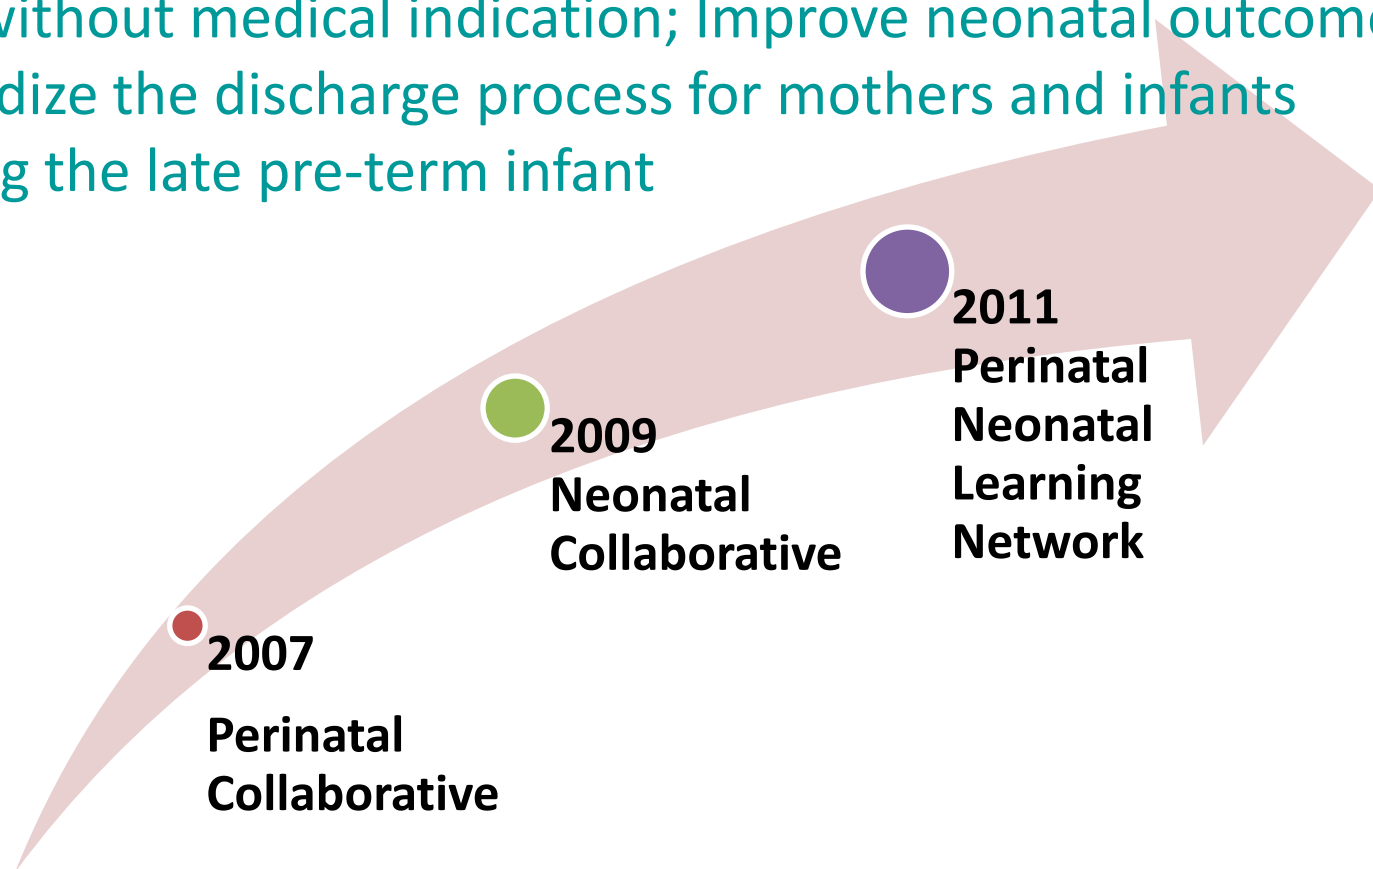 without medical indication; Improve neonatal outcome
dize the discharge process for mothers and infants
g the late pre-term infant
2011
Perinatal
Neonatal
Learning
Network
2009
Neonatal
Collaborative
2007
Perinatal
Collaborative